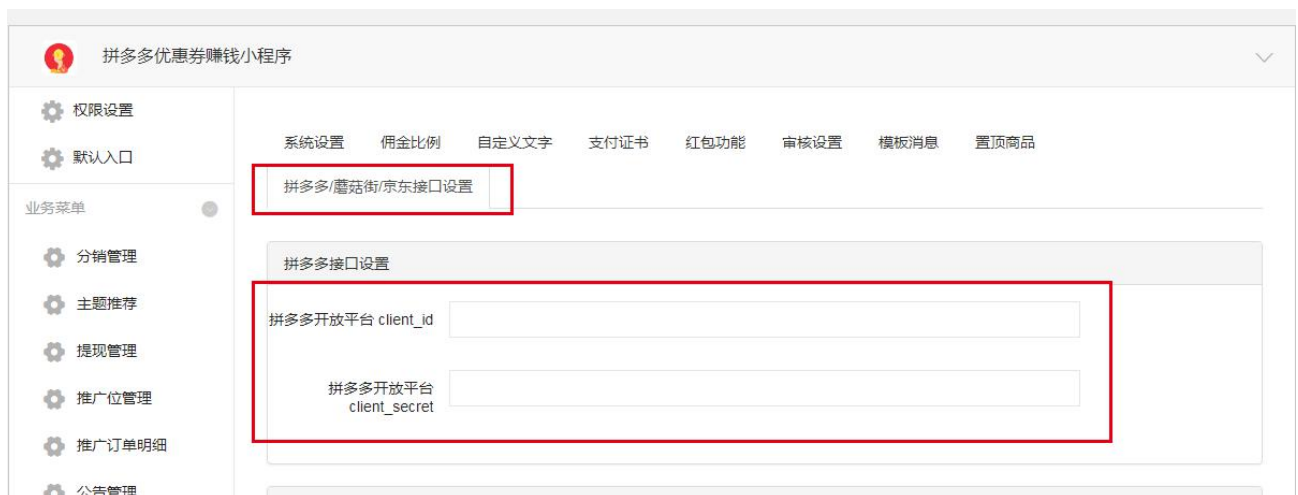 拼多多优惠券赚钱小程序
权限设置
默认入口
业务菜单
分销管理
主题推荐
提现管理
推广位管理
推广订单明细
公告管理
系统设置 佣金比例 自定义文字 支付证书 红包功能 审核设置 模板消息 置顶商品
拼多多/蘑菇街/京东接口设置
拼多多接口设置
拼多多开放平台 client_id
拼多多开放平台
client_secret